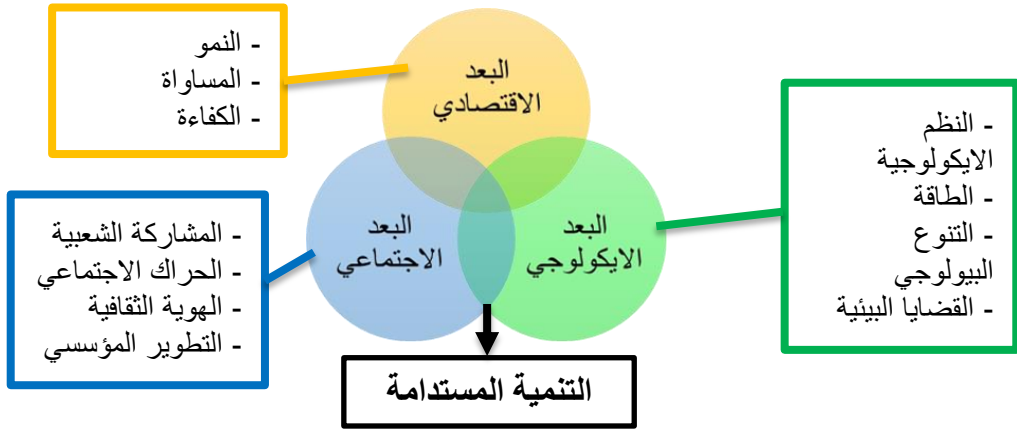 - النمو
- المساواة
- الكفاءة
البعد
الاقتصادي
- النظم
الايكولوجية
- الطاقة
- التنوع
البيولوجي
- القضايا البيئية
- المشاركة الشعبية
- الحراك الاجتماعي
- الهوية الثقافية
- التطوير المؤسسي
البعد
الاجتماعي
البعد
الايكولوجي
التنمية المستدامة